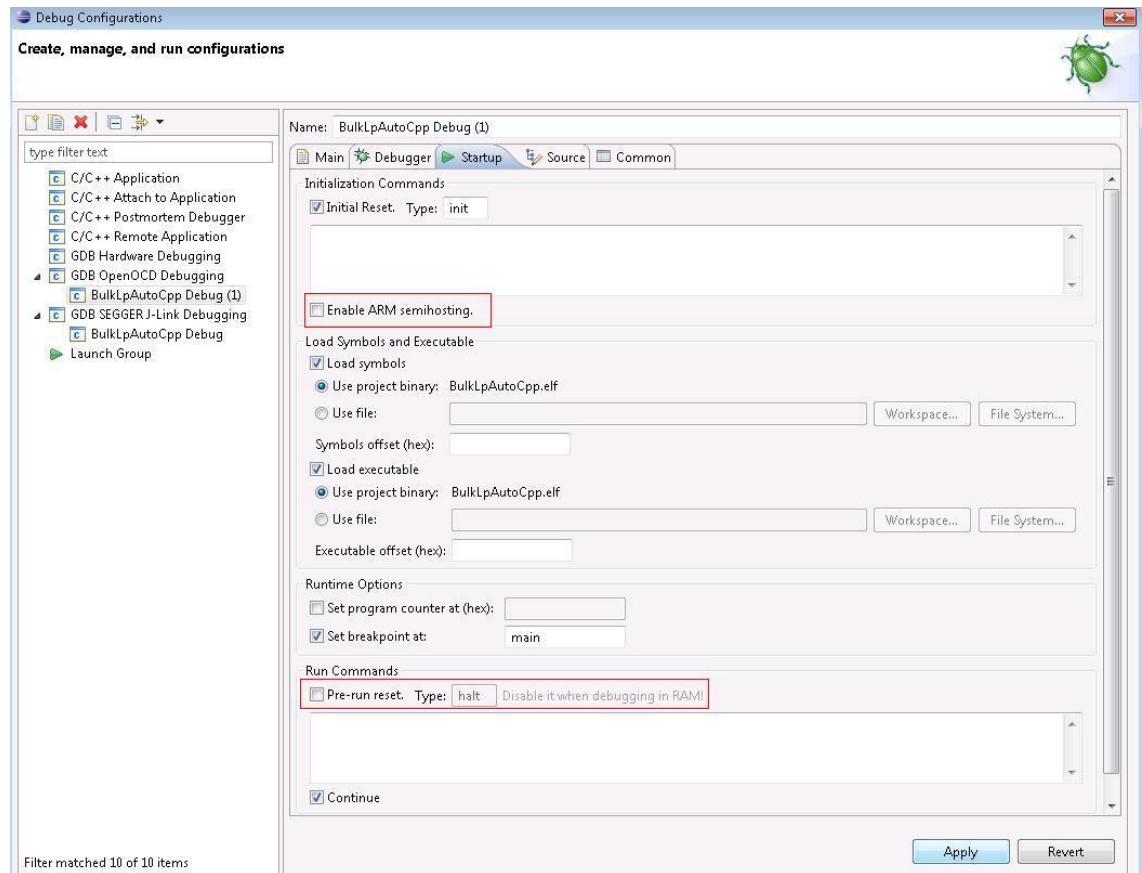 Debug Configurations
Create, manage, and run configurations
type filter text
C/C++ Application
C/C++ Attach to Application
C/C++ Postmortem Debugger
C/C++ Remote Application
GDB Hardware Debugging
GDB OpenOCD Debugging
BulkLpAutoCpp Debug (1)
GDB SEGGER J-Link Debugging
BulkLpAutoCpp Debug
Launch Group
Filter matched 10 of 10 items
Name: BulkLpAutoCpp Debug (1)
Main Debugger Startup Source Common
Initialization Commands
Initial Reset. Type: init
Enable ARM semihosting.
Load Symbols and Executable
Load symbols
Use project binary: BulkLpAutoCpp.elf
Use file: Workspace... File System...
Symbols offset (hex):
Load executable
Use project binary: BulkLpAutoCpp.elf
Use file: Workspace... File System...
Executable offset (hex):
Runtime Options
Set program counter at (hex):
Set breakpoint at: main
Run Commands
Pre-run reset. Type: halt Disable it when debugging in RAM!
Continue
Apply Revert